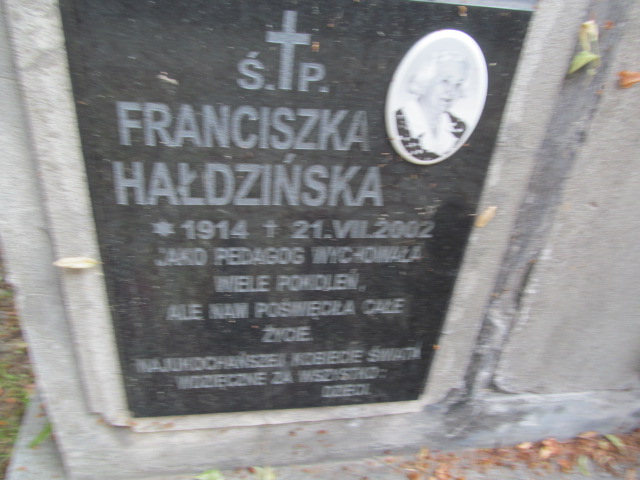 Ś.P.
FRANCISZKA
HAŁDZIŃSKA
* 1914 † 21.VII.2002
JAKO PEDAGOG WYCHOWAŁA
WIELE POKOLEŃ,
ALE NAM POŚWIĘCIŁA CAŁE
ŻYCIE.
NAJUKOCHAŃSZEJ KOBIECIE ŚWIATA
WDZIĘCZNE ZA WSZYSTKO:
DZIECI.